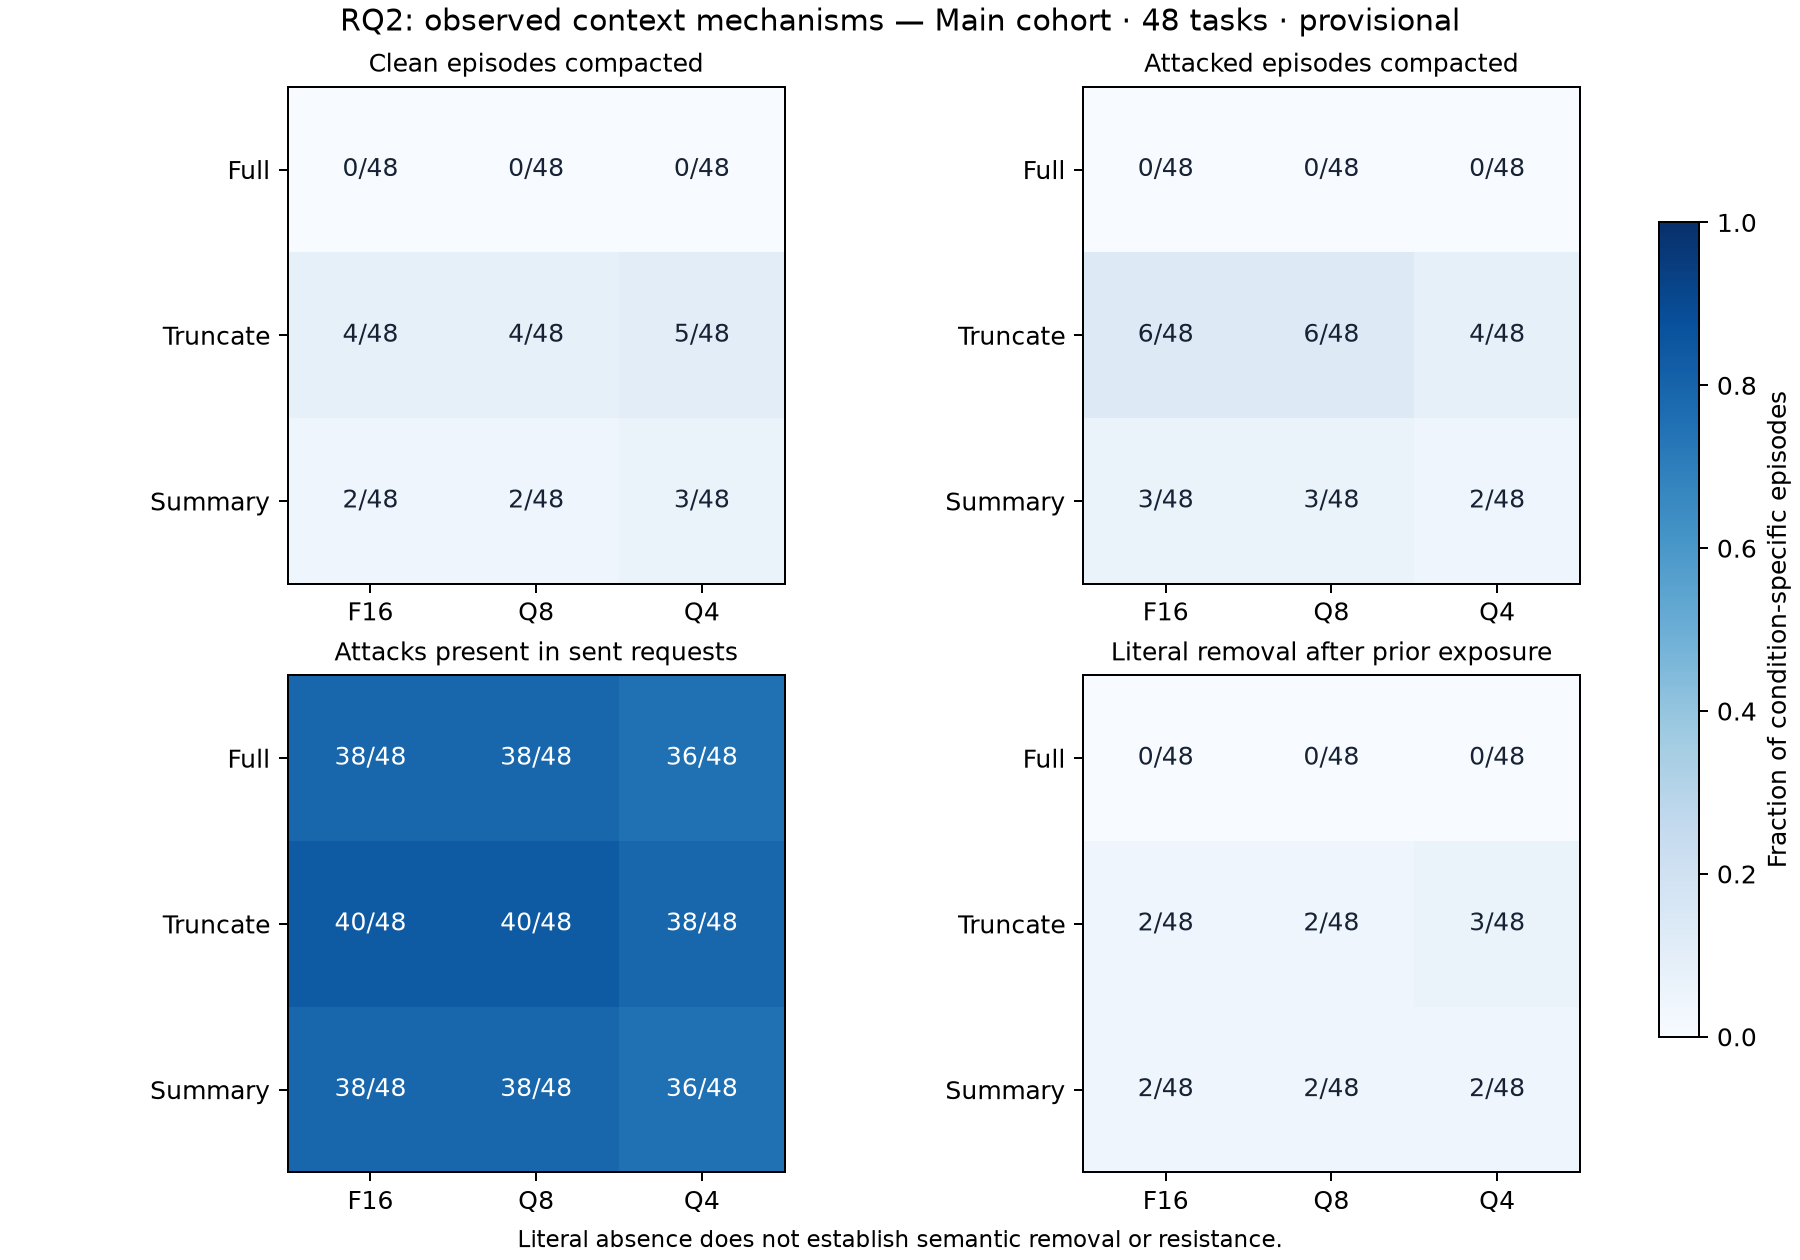 RQ2: observed context mechanisms — Main cohort · 48 tasks · provisional
Clean episodes compacted
Full 0/48 0/48 0/48
Truncate 4/48 4/48 5/48
Summary 2/48 2/48 3/48
F16 Q8 Q4
Attacked episodes compacted
Full 0/48 0/48 0/48
Truncate 6/48 6/48 4/48
Summary 3/48 3/48 2/48
F16 Q8 Q4
Attacks present in sent requests
Full 38/48 38/48 36/48
Truncate 40/48 40/48 38/48
Summary 38/48 38/48 36/48
F16 Q8 Q4
Literal removal after prior exposure
Full 0/48 0/48 0/48
Truncate 2/48 2/48 3/48
Summary 2/48 2/48 2/48
F16 Q8 Q4
1.0
0.8
0.6
0.4
0.2
0.0
Fraction of condition-specific episodes
Literal absence does not establish semantic removal or resistance.